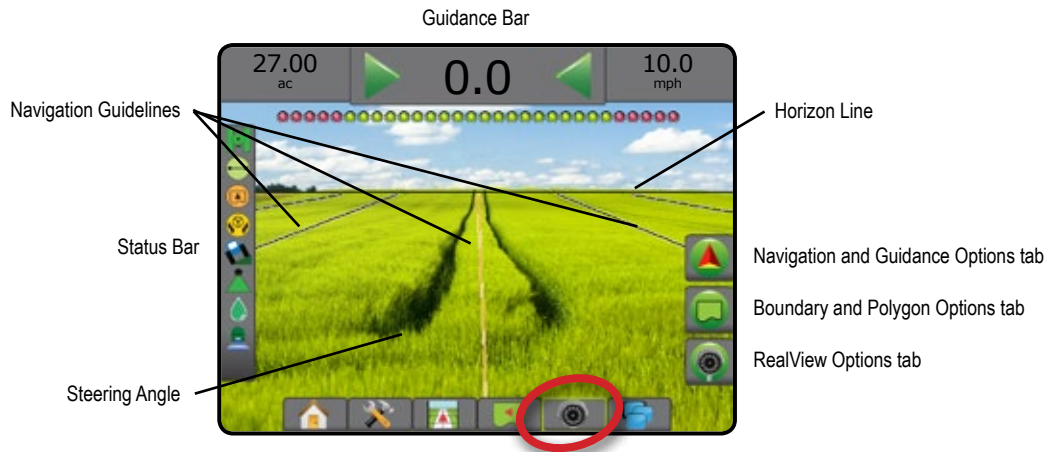 Guidance Bar
27.00
ac
0.0
10.0
mph
Navigation Guidelines
Horizon Line
Status Bar
Navigation and Guidance Options tab
Boundary and Polygon Options tab
RealView Options tab
Steering Angle